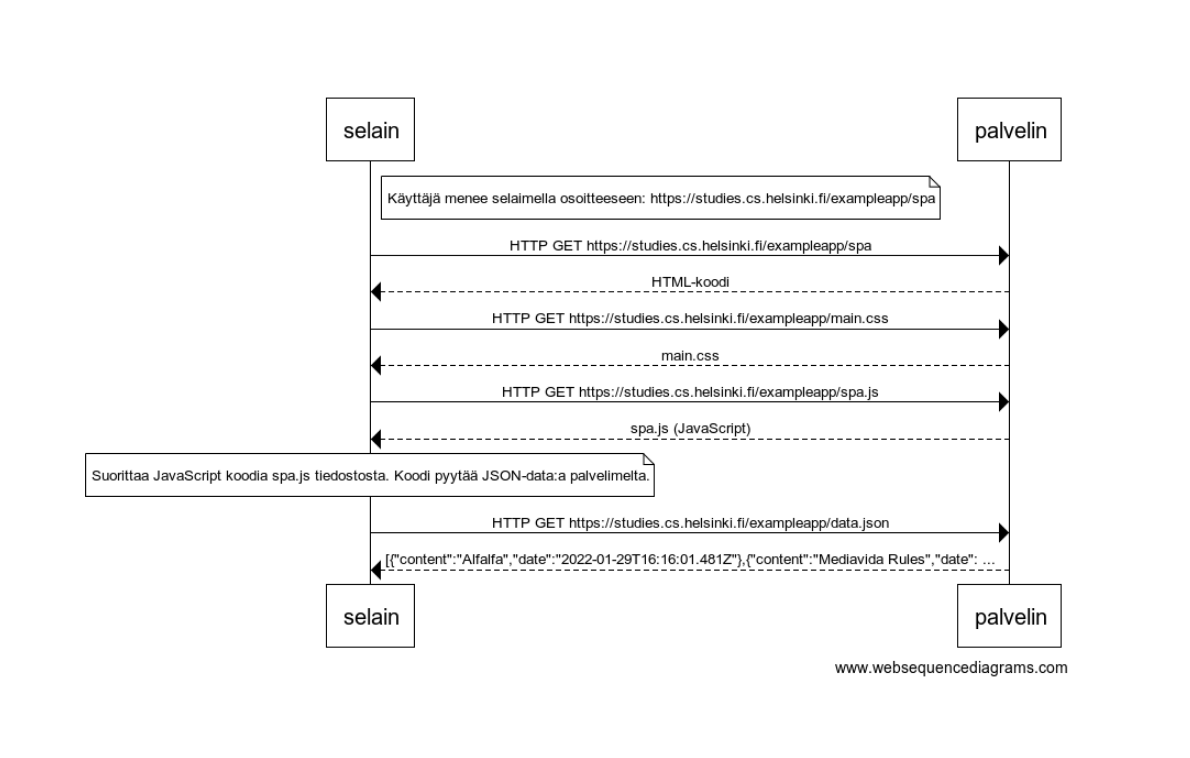 selain
palvelin
Käyttäjä menee selaimella osoitteeseen: https://studies.cs.helsinki.fi/exampleapp/spa
HTTP GET https://studies.cs.helsinki.fi/exampleapp/spa
HTML-koodi
HTTP GET https://studies.cs.helsinki.fi/exampleapp/main.css
main.css
HTTP GET https://studies.cs.helsinki.fi/exampleapp/spa.js
spa.js (JavaScript)
Suorittaa JavaScript koodia spa.js tiedostosta. Koodi pyytää JSON-data:a palvelimelta.
HTTP GET https://studies.cs.helsinki.fi/exampleapp/data.json
[{"content":"Alfalfa","date":"2022-01-29T16:16:01.481Z"},{"content":"Mediavida Rules","date": ...
selain
palvelin
www.websequencediagrams.com